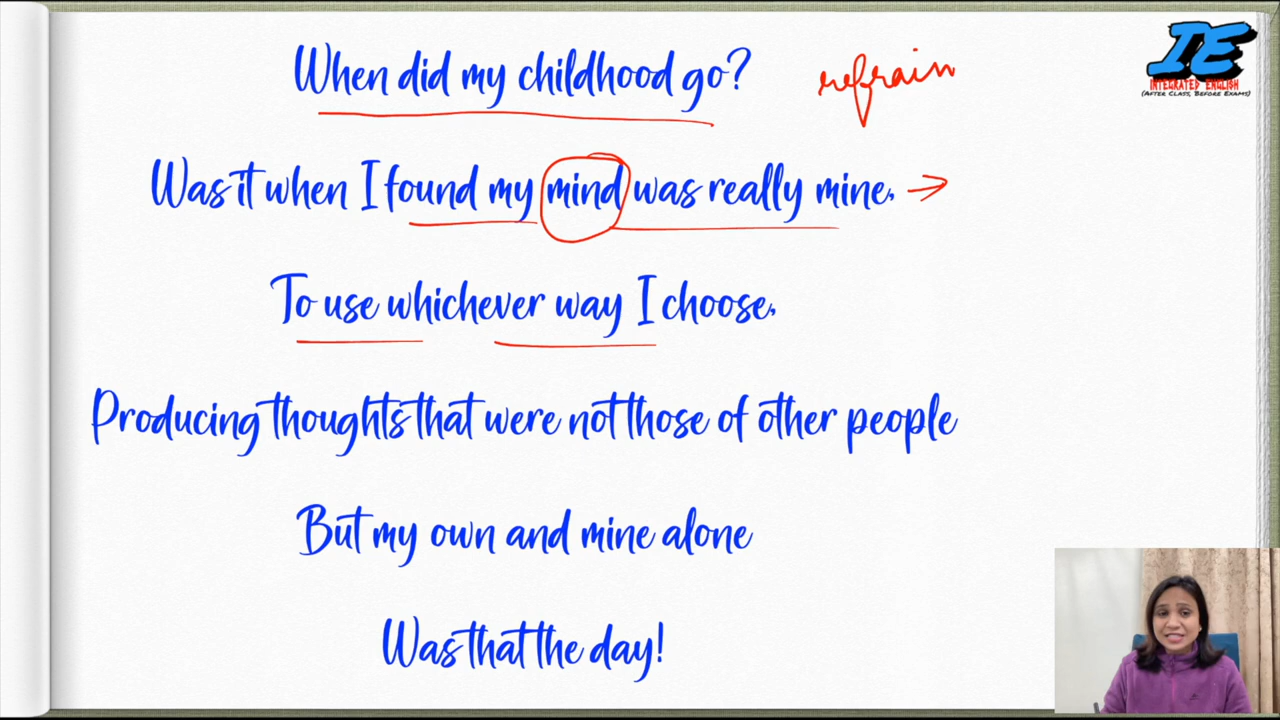 When did my childhood go?
refrain
IE
INTEGRATED ENGLISH
(AFTER CLASS, BEFORE EXAMS)
Was it when I found my mind was really mine,
To use whichever way I choose,
Producing thoughts that were not those of other people
But my own and mine alone
Was that the day!